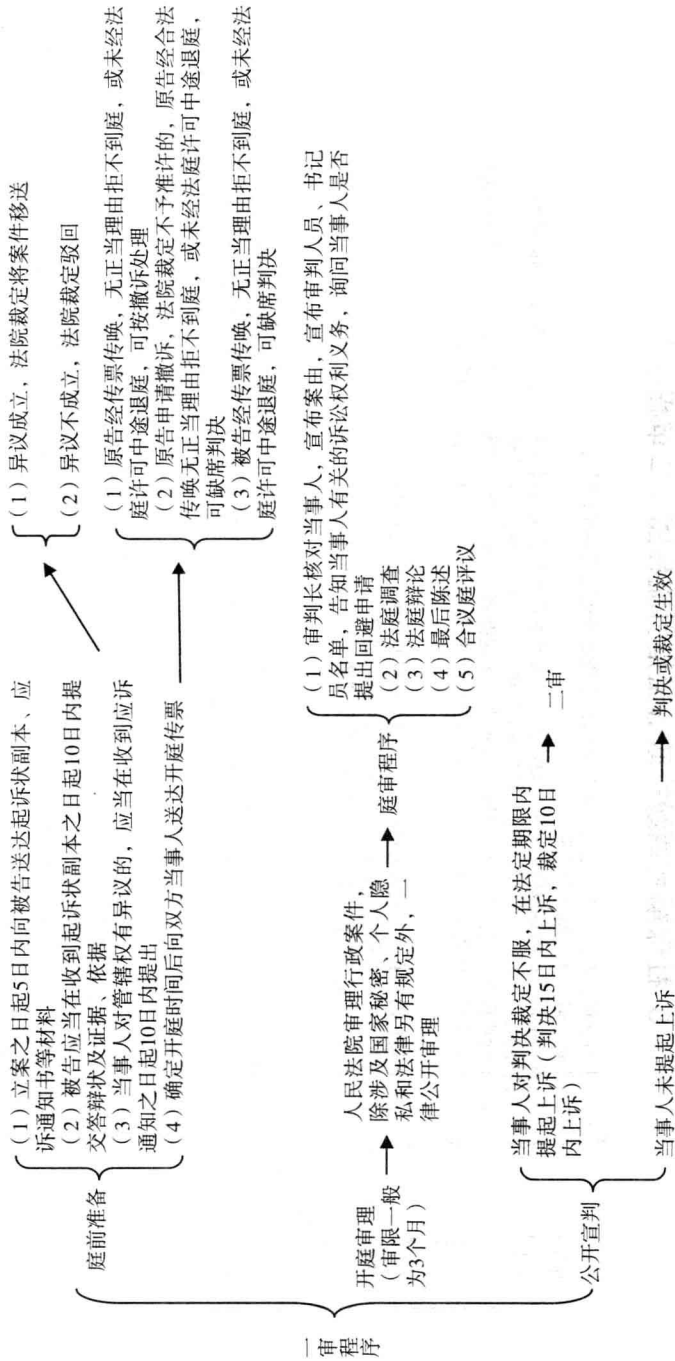 一审程序
庭前准备
（1）立案之日起5日内向被告送达起诉状副本、应
诉通知书等材料
（2）被告应当在收到起诉状副本之日起10日内提
交答辩状及证据、依据
（3）当事人对管辖权有异议的，应当在收到应诉
通知之日起10日内提出
（4）确定开庭时间后向双方当事人送达开庭传票
（1）异议成立，法院裁定将案件移送
（2）异议不成立，法院裁定驳回
（1）原告经传票传唤，无正当理由拒不到庭，或未经法
庭许可中途退庭，可按撤诉处理
（2）原告申请撤诉，法院裁定不予准许的，原告经合法
传唤无正当理由拒不到庭，或未经法庭许可中途退庭，
可缺席判决
（3）被告经传票传唤，无正当理由拒不到庭，或未经法
庭许可中途退庭，可缺席判决
开庭审理
（审限一般
为3个月）
人民法院审理行政案件，
除涉及国家秘密、个人隐
私和法律另有规定外，一
律公开审理
庭审程序
（1）审判长核对当事人，宣布案由，宣布审判人员、书记
员名单，告知当事人有关的诉讼权利义务，询问当事人是否
提出回避申请
（2）法庭调查
（3）法庭辩论
（4）最后陈述
（5）合议庭评议
公开宣判
当事人对判决裁定不服，在法定期限内
提起上诉（判决15日内上诉，裁定10日
内上诉）
二审
当事人未提起上诉
判决或裁定生效